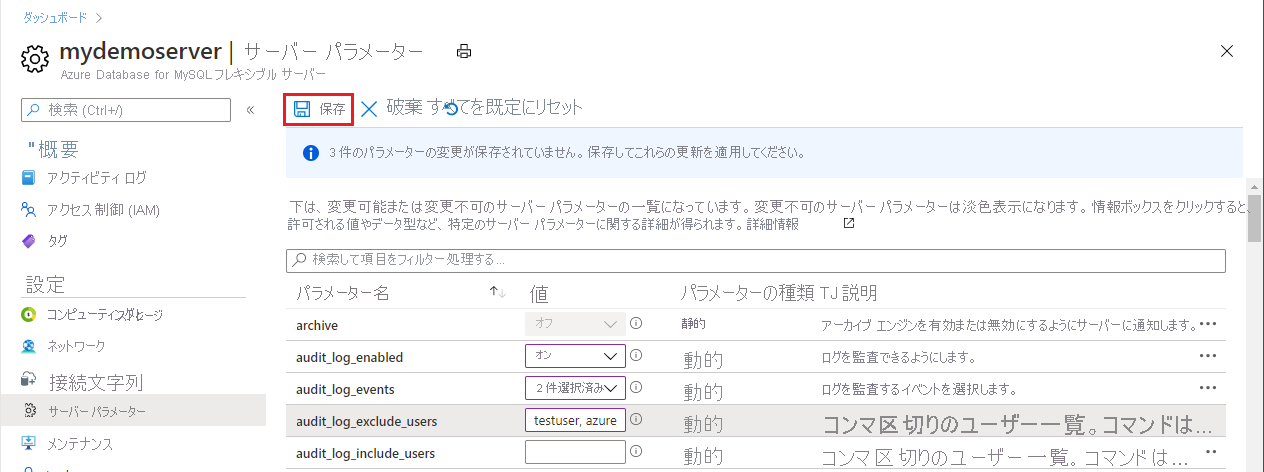 ダッシュボード >
mydemoserver | サーバー パラメーター
Azure Database for MySQL フレキシブル サーバー
検索 (Ctrl+/) «
保存 破棄 すべてを既定にリセット
"概要
3 件のパラメーターの変更が保存されていません。保存してこれらの更新を適用してください。
アクティビティ ログ
アクセス制御 (IAM)
タグ
下は、変更可能または変更不可のサーバー パラメーターの一覧になっています。変更不可のサーバー パラメーターは淡色表示になります。情報ボックスをクリックすると、
許可される値やデータ型など、特定のサーバー パラメーターに関する詳細が得られます。詳細情報
検索して項目をフィルター処理する...
設定
パラメーター名 ↑↓ 値 パラメーターの種類 TJ 説明
コンピューティング
ネットワーク
接続文字列
サーバー パラメーター
メンテナンス
archive オフ 静的 アーカイブ エンジンを有効または無効にするようにサーバーに通知します。 •••
audit_log_enabled オン 動的 ログを監査できるようにします。 •••
audit_log_events 2 件選択済み 動的 ログを監査するイベントを選択します。 •••
audit_log_exclude_users testuser, azure 動的 コンマ区切りのユーザー一覧。コマンドは...
audit_log_include_users 動的 コンマ区切りのユーザー一覧。コマンドは... ••